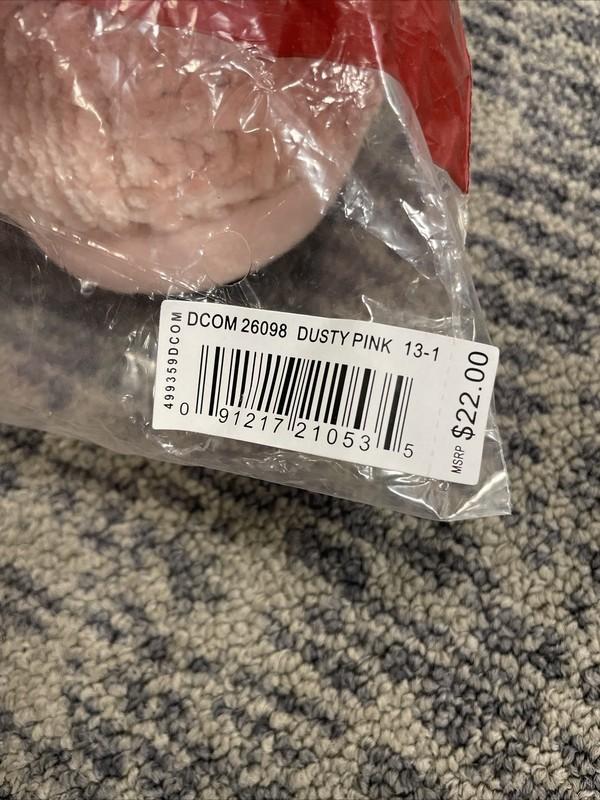 DCOM 26098 DUSTY PINK 13-1
499359DCOM
0 91217 21053 5
MSRP $22.00